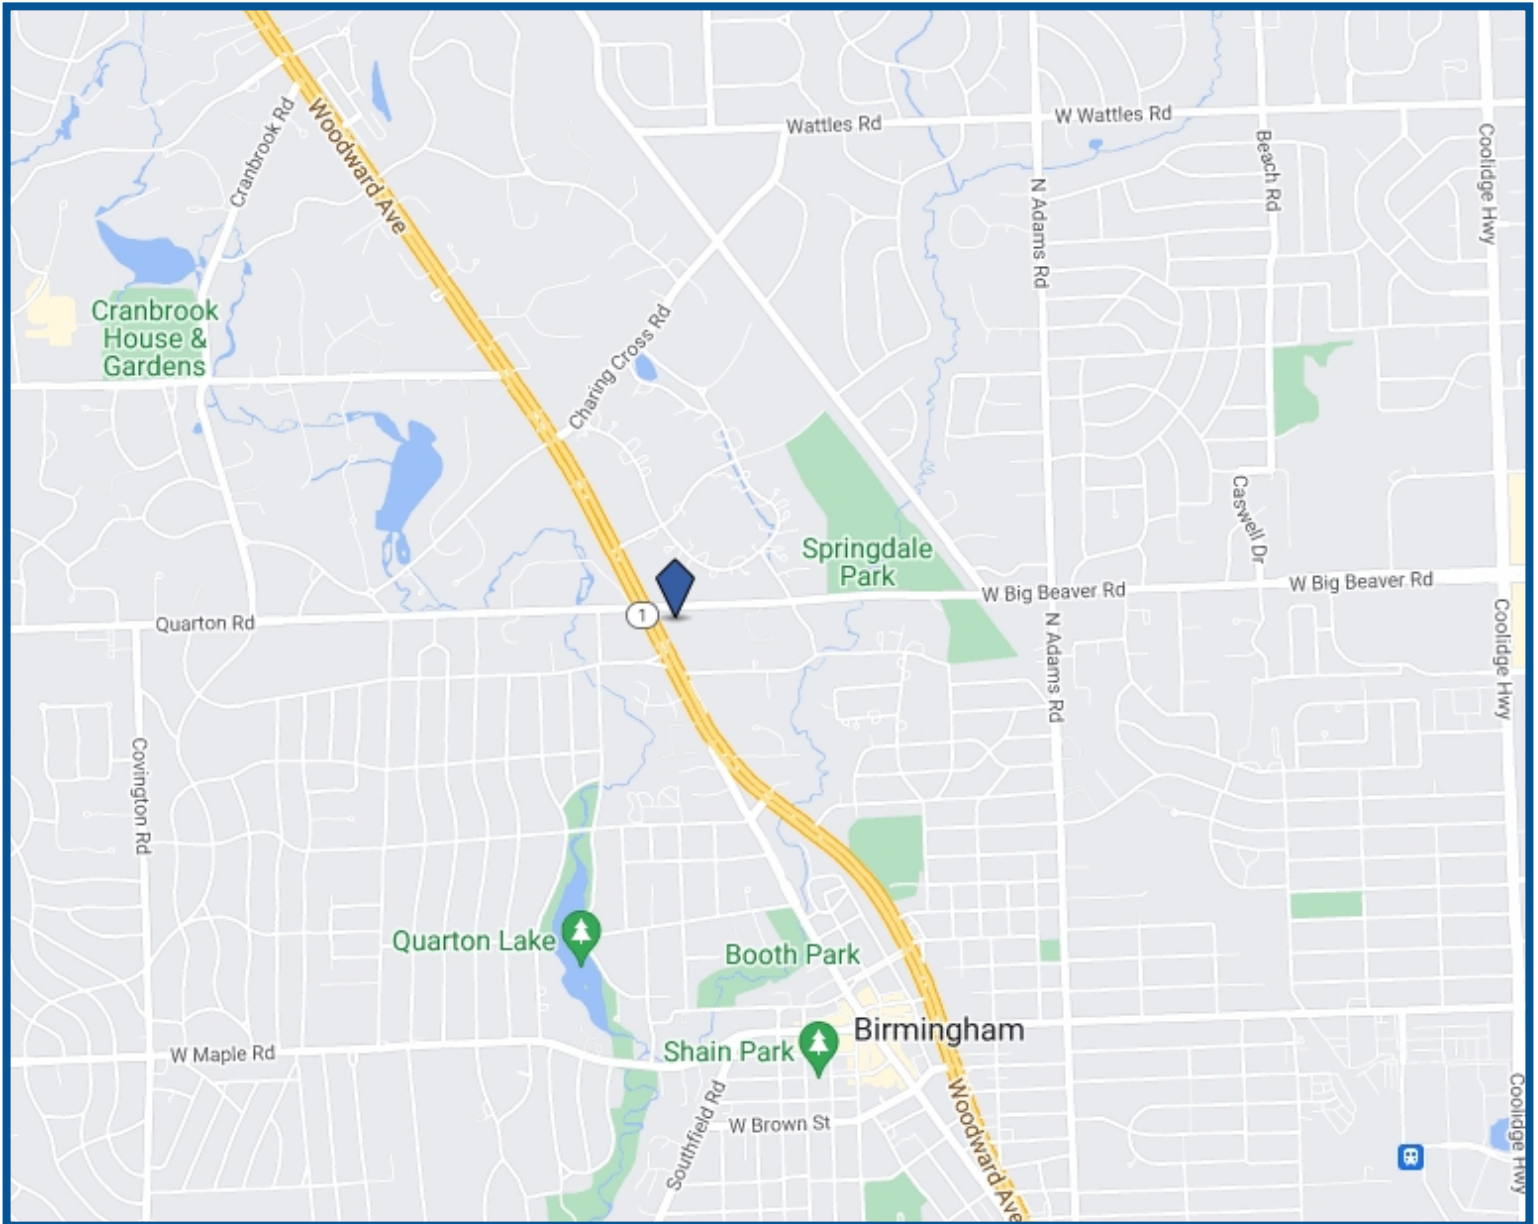 Wattles Rd
W Wattles Rd
Cranbrook Rd
Woodward Ave
Beach Rd
Coolidge Hwy
N Adams Rd
Cranbrook
House &
Gardens
Charing Cross Rd
Caswell Dr
Springdale
Park
W Big Beaver Rd
W Big Beaver Rd
1
Quarton Rd
N Adams Rd
Coolidge Hwy
Covington Rd
Quarton Lake
Booth Park
Birmingham
W Maple Rd
Shain Park
Southfield Rd
W Brown St
Woodward Ave
Coolidge Hwy